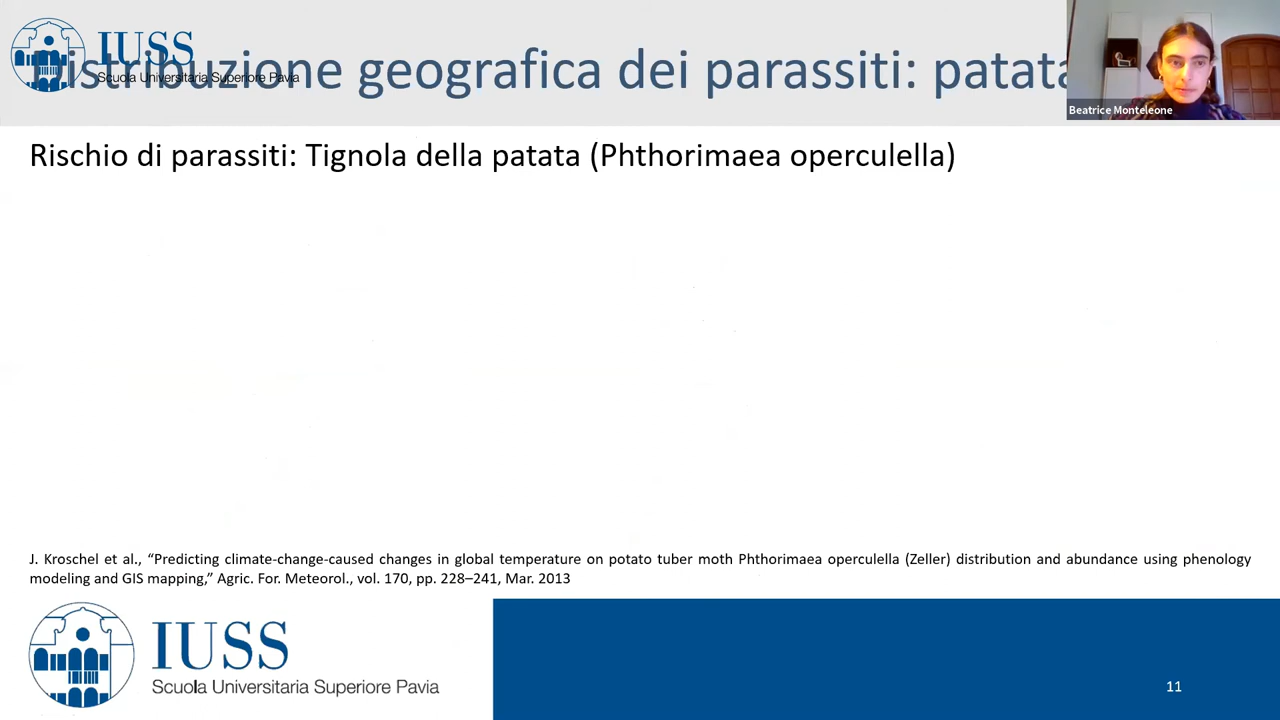 IUSS
Scuola Universitaria Superiore Pavia
Distribuzione geografica dei parassiti: patata
Beatrice Monteleone
Rischio di parassiti: Tignola della patata (Phthorimaea operculella)
J. Kroschel et al., “Predicting climate-change-caused changes in global temperature on potato tuber moth Phthorimaea operculella (Zeller) distribution and abundance using phenology
modeling and GIS mapping,” Agric. For. Meteorol., vol. 170, pp. 228–241, Mar. 2013
IUSS
Scuola Universitaria Superiore Pavia
11